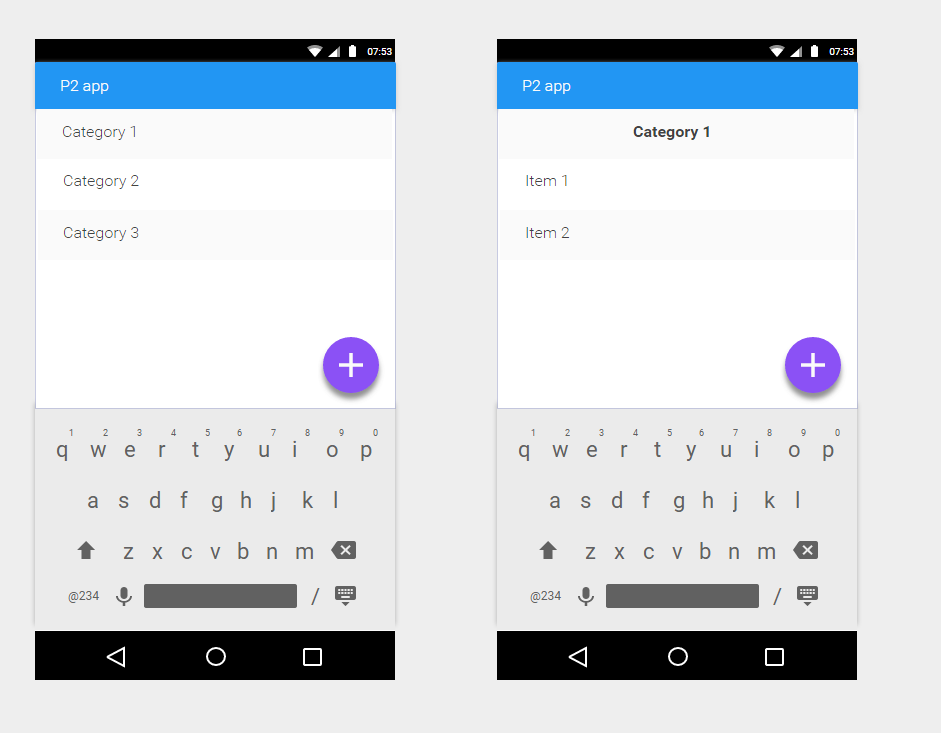 07:53
P2 app
Category 1
Category 2
Category 3
1 2 3 4 5 6 7 8 9 0
q w e r t y u i o p
a s d f g h j k l
z x c v b n m
@234 /
07:53
P2 app
Category 1
Item 1
Item 2
1 2 3 4 5 6 7 8 9 0
q w e r t y u i o p
a s d f g h j k l
z x c v b n m
@234 /